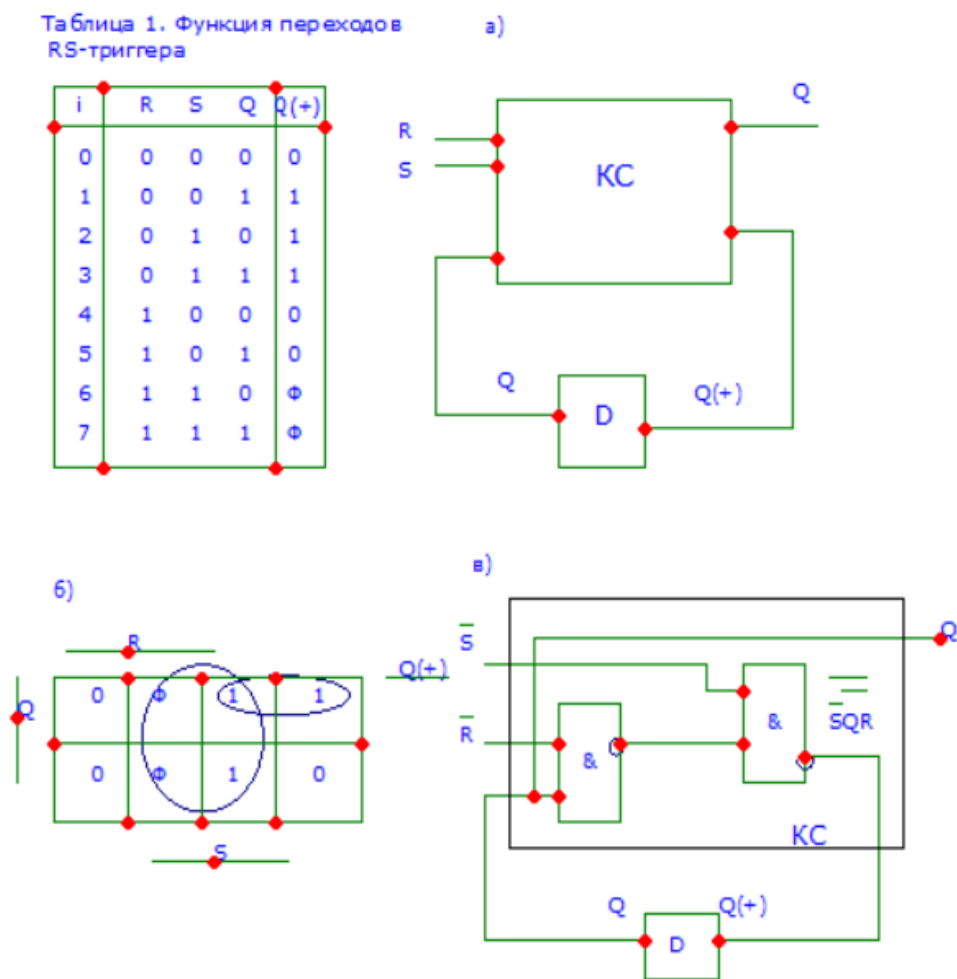 Таблица 1. Функция переходов
RS-триггера
i R S Q Q(+)
0 0 0 0 0
1 0 0 1 1
2 0 1 0 1
3 0 1 1 1
4 1 0 0 0
5 1 0 1 0
6 1 1 0 Ф
7 1 1 1 Ф
а)
Q
R
S
КС
Q
D
Q(+)
б)
R
Q
0 Ф 1 1
0 Ф 1 0
S
Q(+)
в)
S
Q
R
&
&
SQR
КС
Q
D
Q(+)